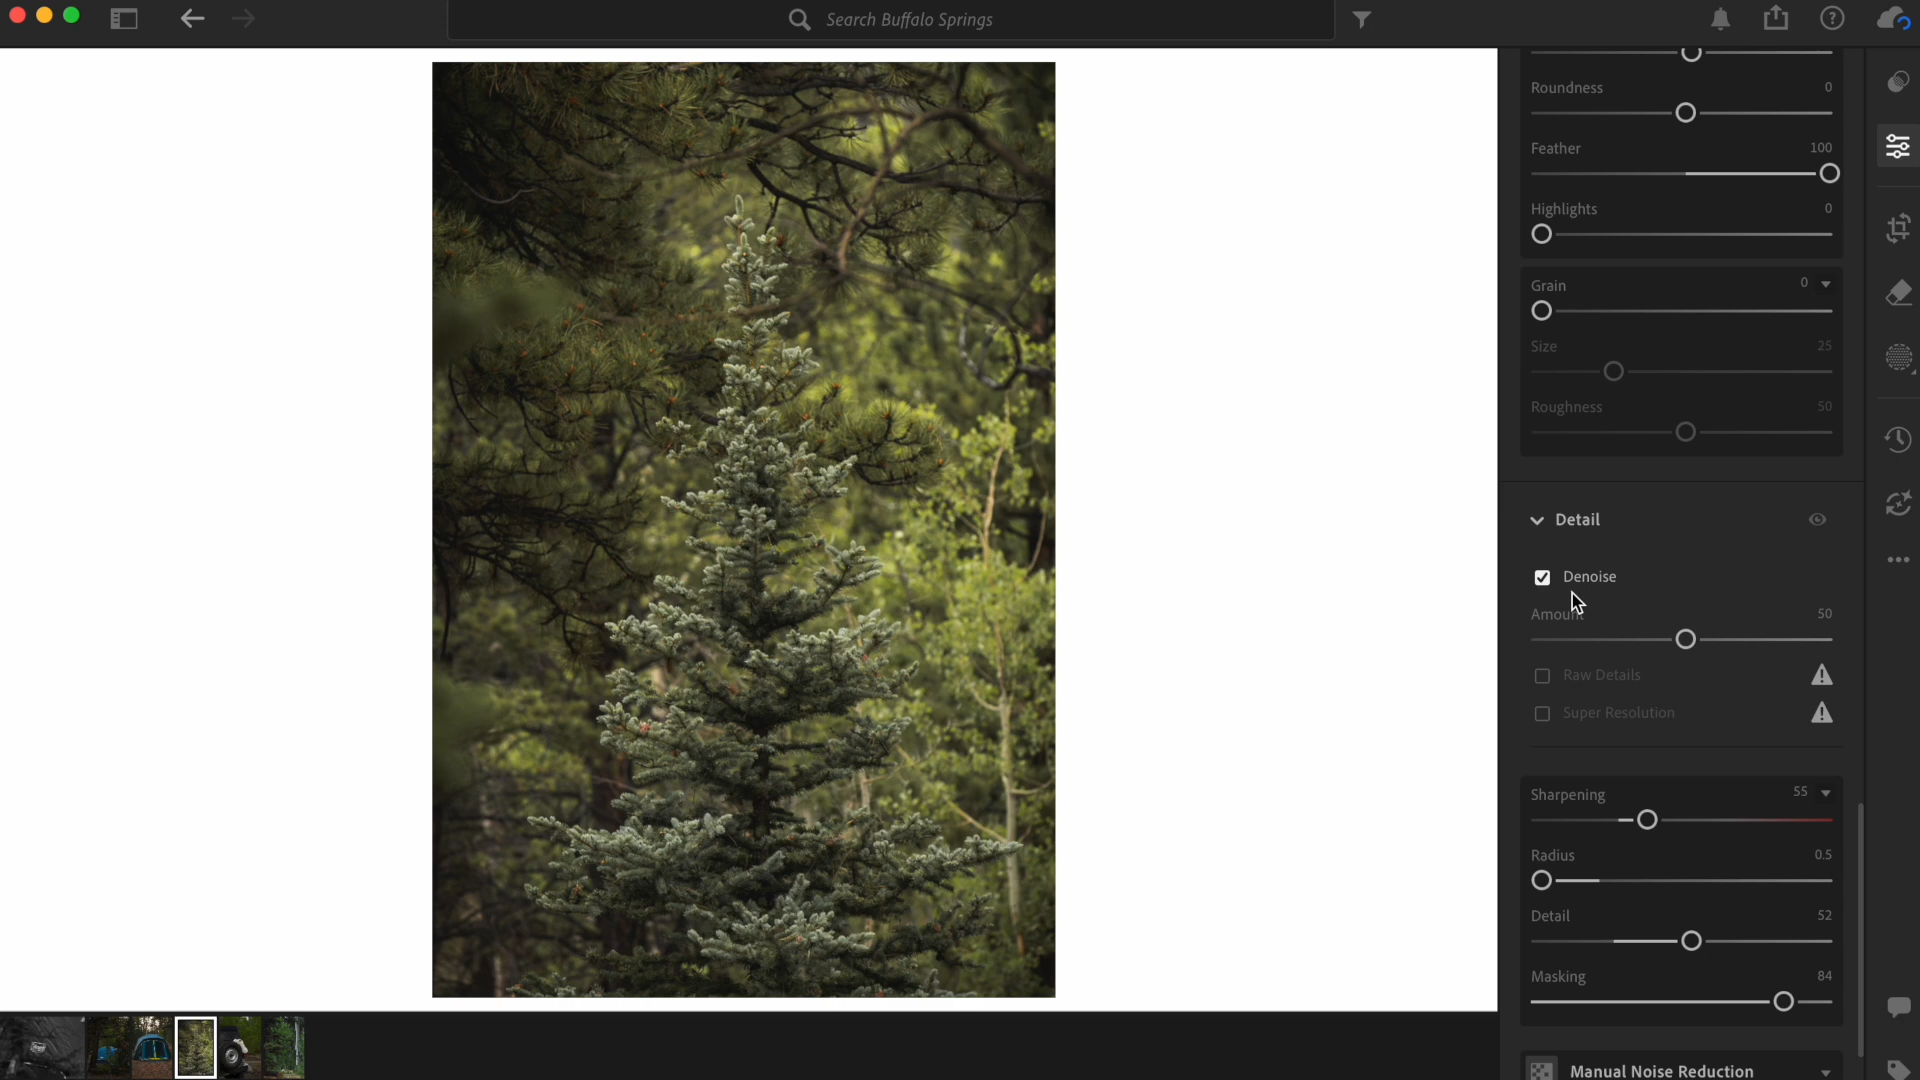 Search Buffalo Springs
Roundness 0
Feather 100
Highlights 0
Grain 0
Size 25
Roughness 50
Detail
Denoise
Amount 50
Raw Details
Super Resolution
Sharpening 55
Radius 0.5
Detail 52
Masking 84
Manual Noise Reduction